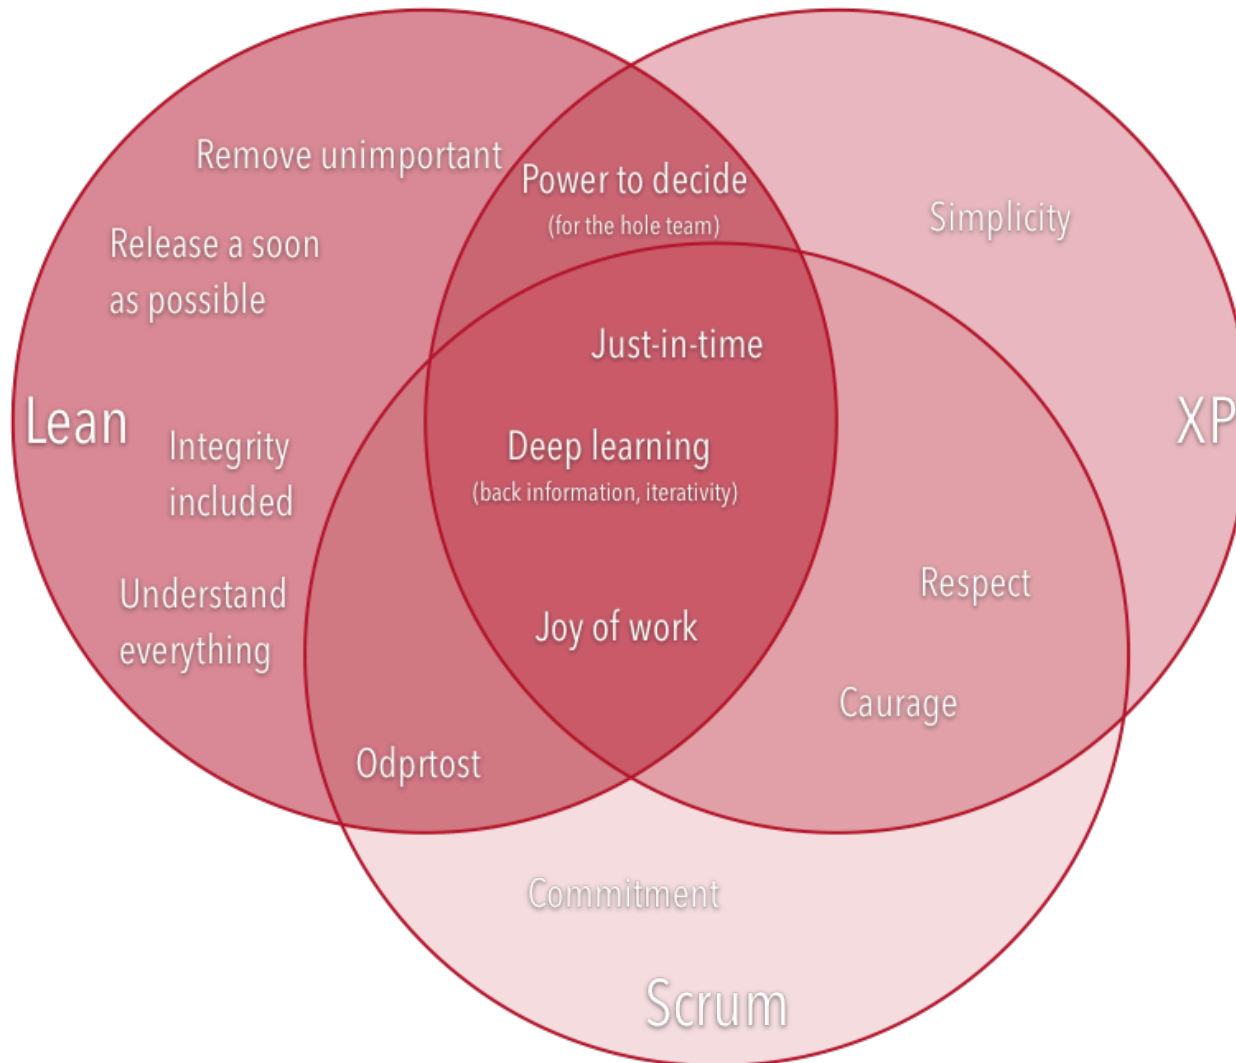 Remove unimportant
Power to decide
(for the hole team)
Simplicity
Release a soon
as possible
Just-in-time
Lean
XP
Integrity
included
Deep learning
(back information, iterativity)
Understand
everything
Respect
Joy of work
Caurage
Odprtost
Commitment
Scrum